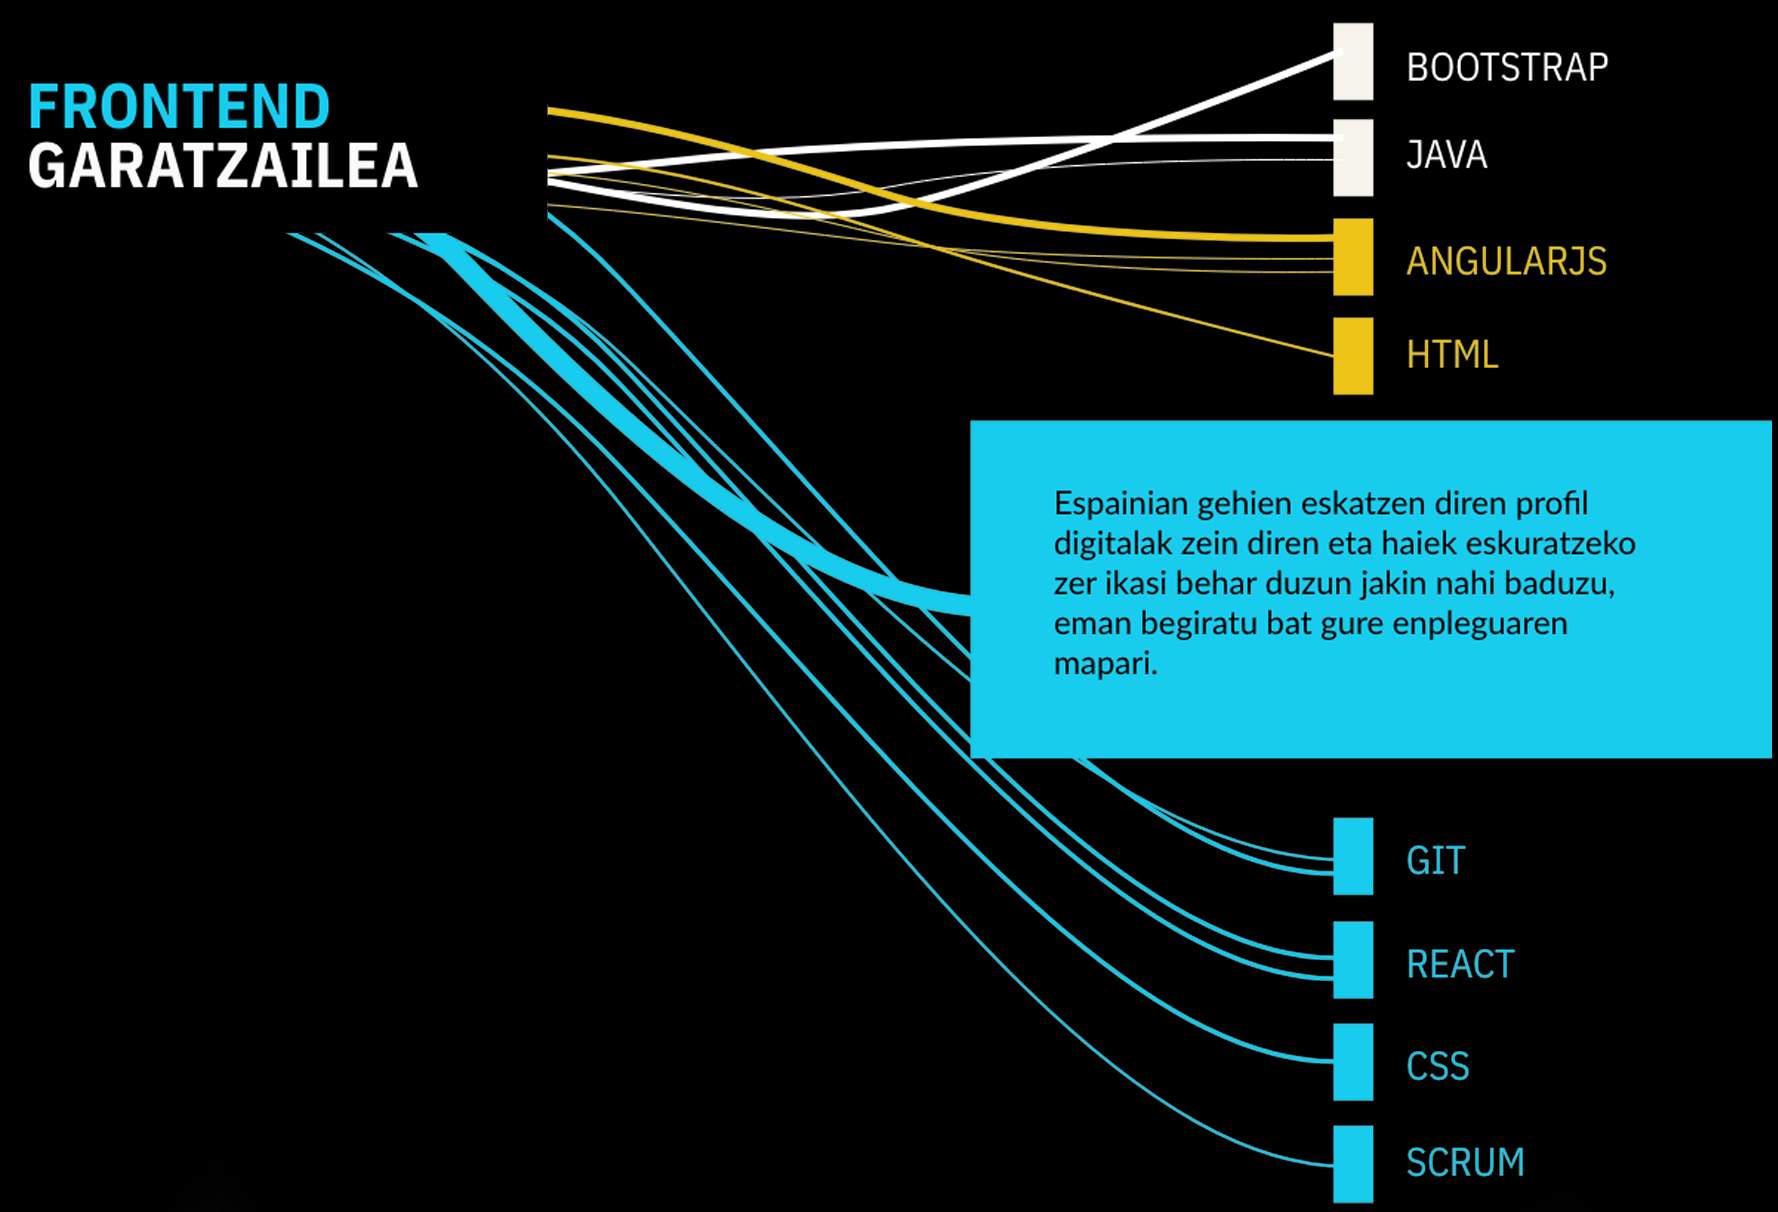 FRONTEND
GARATZAILEA
BOOTSTRAP
JAVA
ANGULARJS
HTML
Espainian gehien eskatzen diren profil
digitalak zein diren eta haiek eskuratzeko
zer ikasi behar duzun jakin nahi baduzu,
eman begiratu bat gure enpleguaren
mapari.
GIT
REACT
CSS
SCRUM